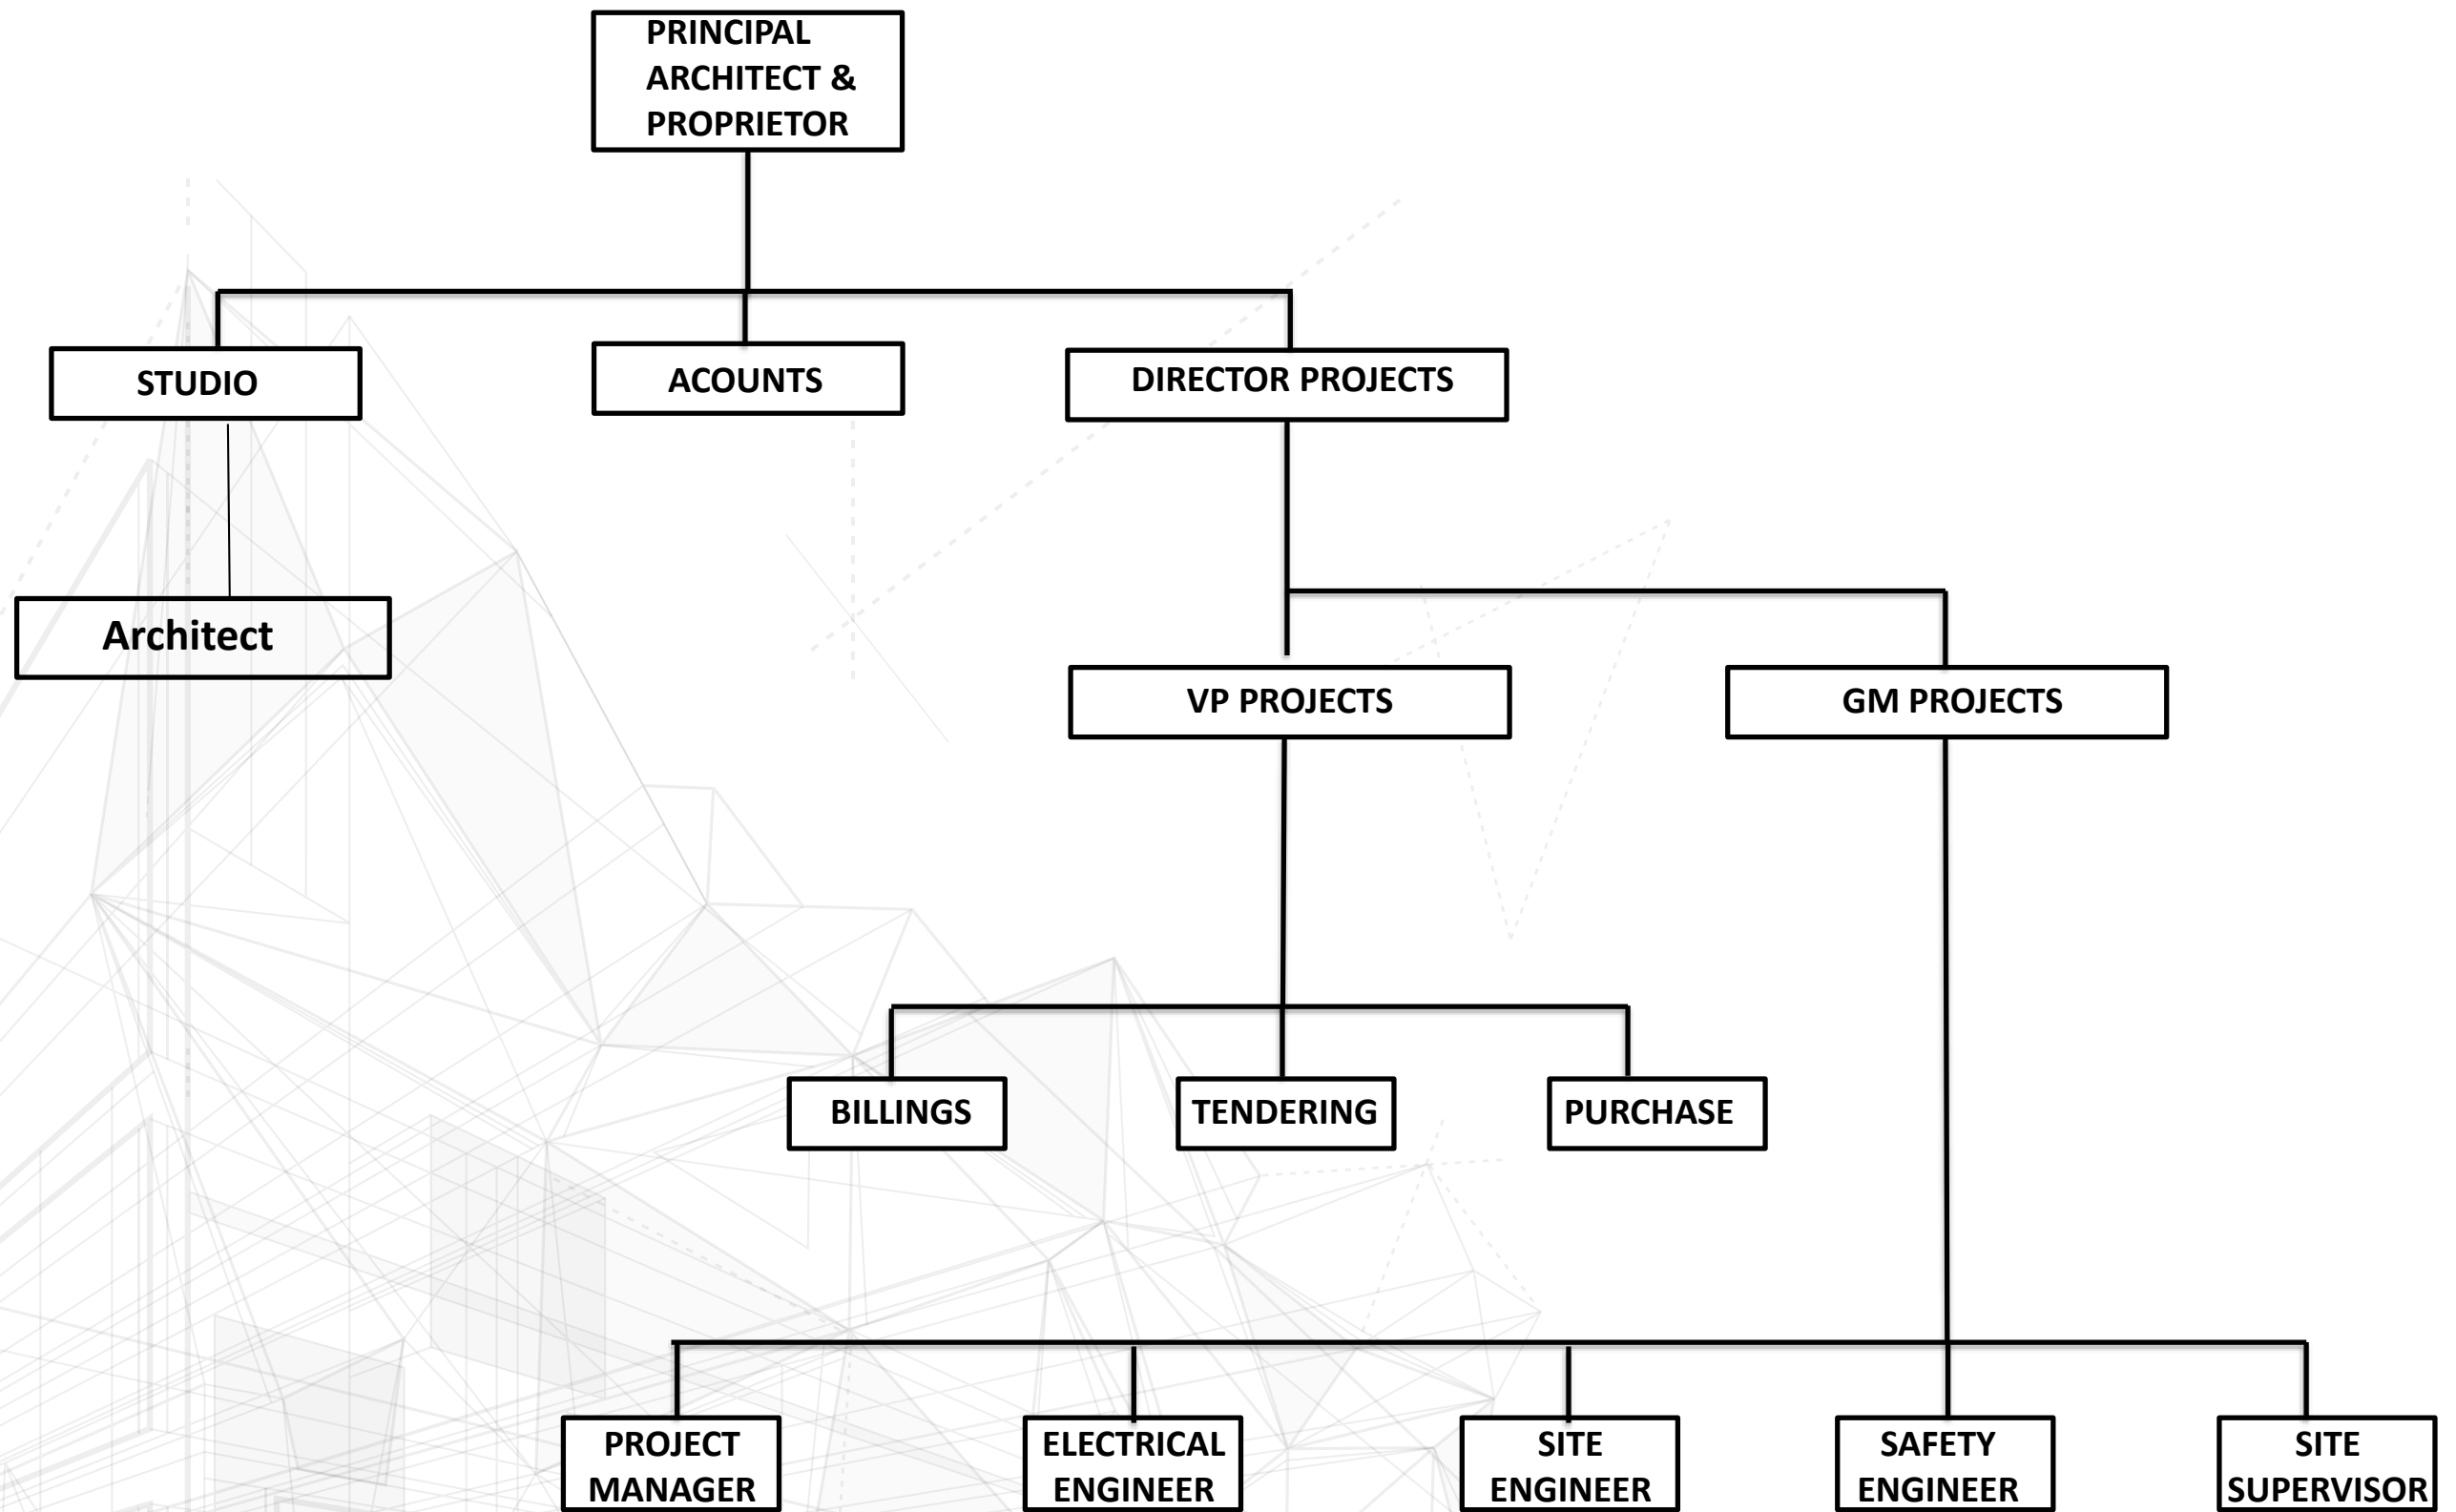 PRINCIPAL
ARCHITECT &
PROPRIETOR
STUDIO
ACOUNTS
DIRECTOR PROJECTS
Architect
VP PROJECTS
GM PROJECTS
BILLINGS
TENDERING
PURCHASE
PROJECT
MANAGER
ELECTRICAL
ENGINEER
SITE
ENGINEER
SAFETY
ENGINEER
SITE
SUPERVISOR